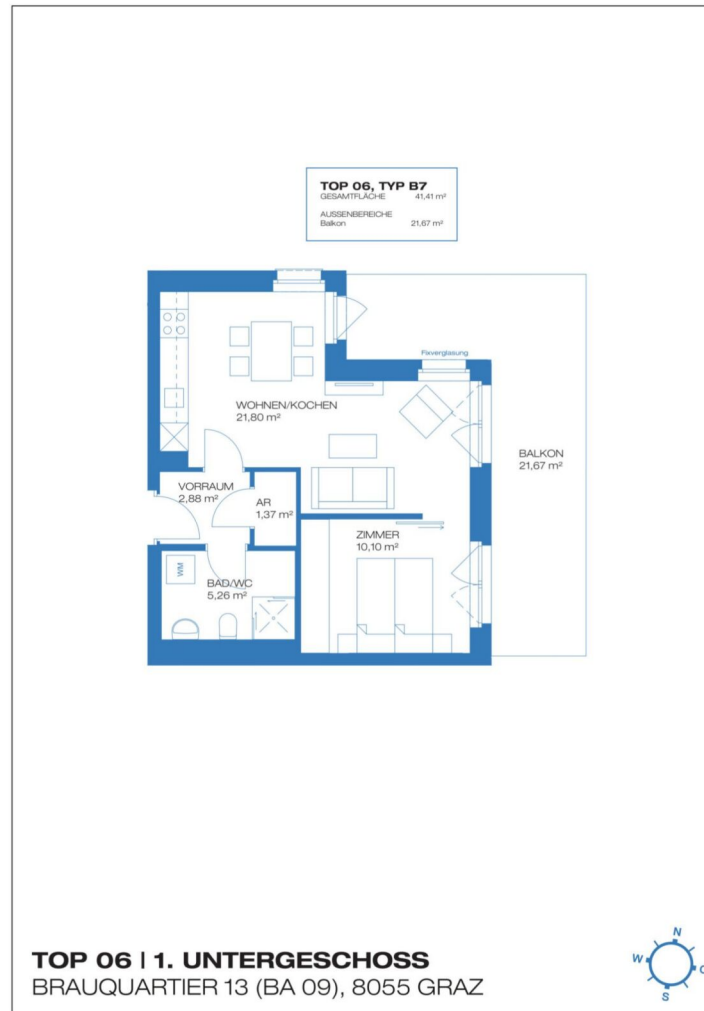 TOP 06, TYP B7
GESAMTFLÄCHE 41,41 m²
AUSSENBEREICHE
Balkon 21,67 m²
Fixverglasung
WOHNEN/KOCHEN
21,80 m²
BALKON
21,67 m²
VORRAUM
2,88 m²
AR
1,37 m²
ZIMMER
10,10 m²
WM
BAD/WC
5,26 m²
TOP 06 | 1. UNTERGESCHOSS
BRAUQUARTIER 13 (BA 09), 8055 GRAZ
N
W
O
S